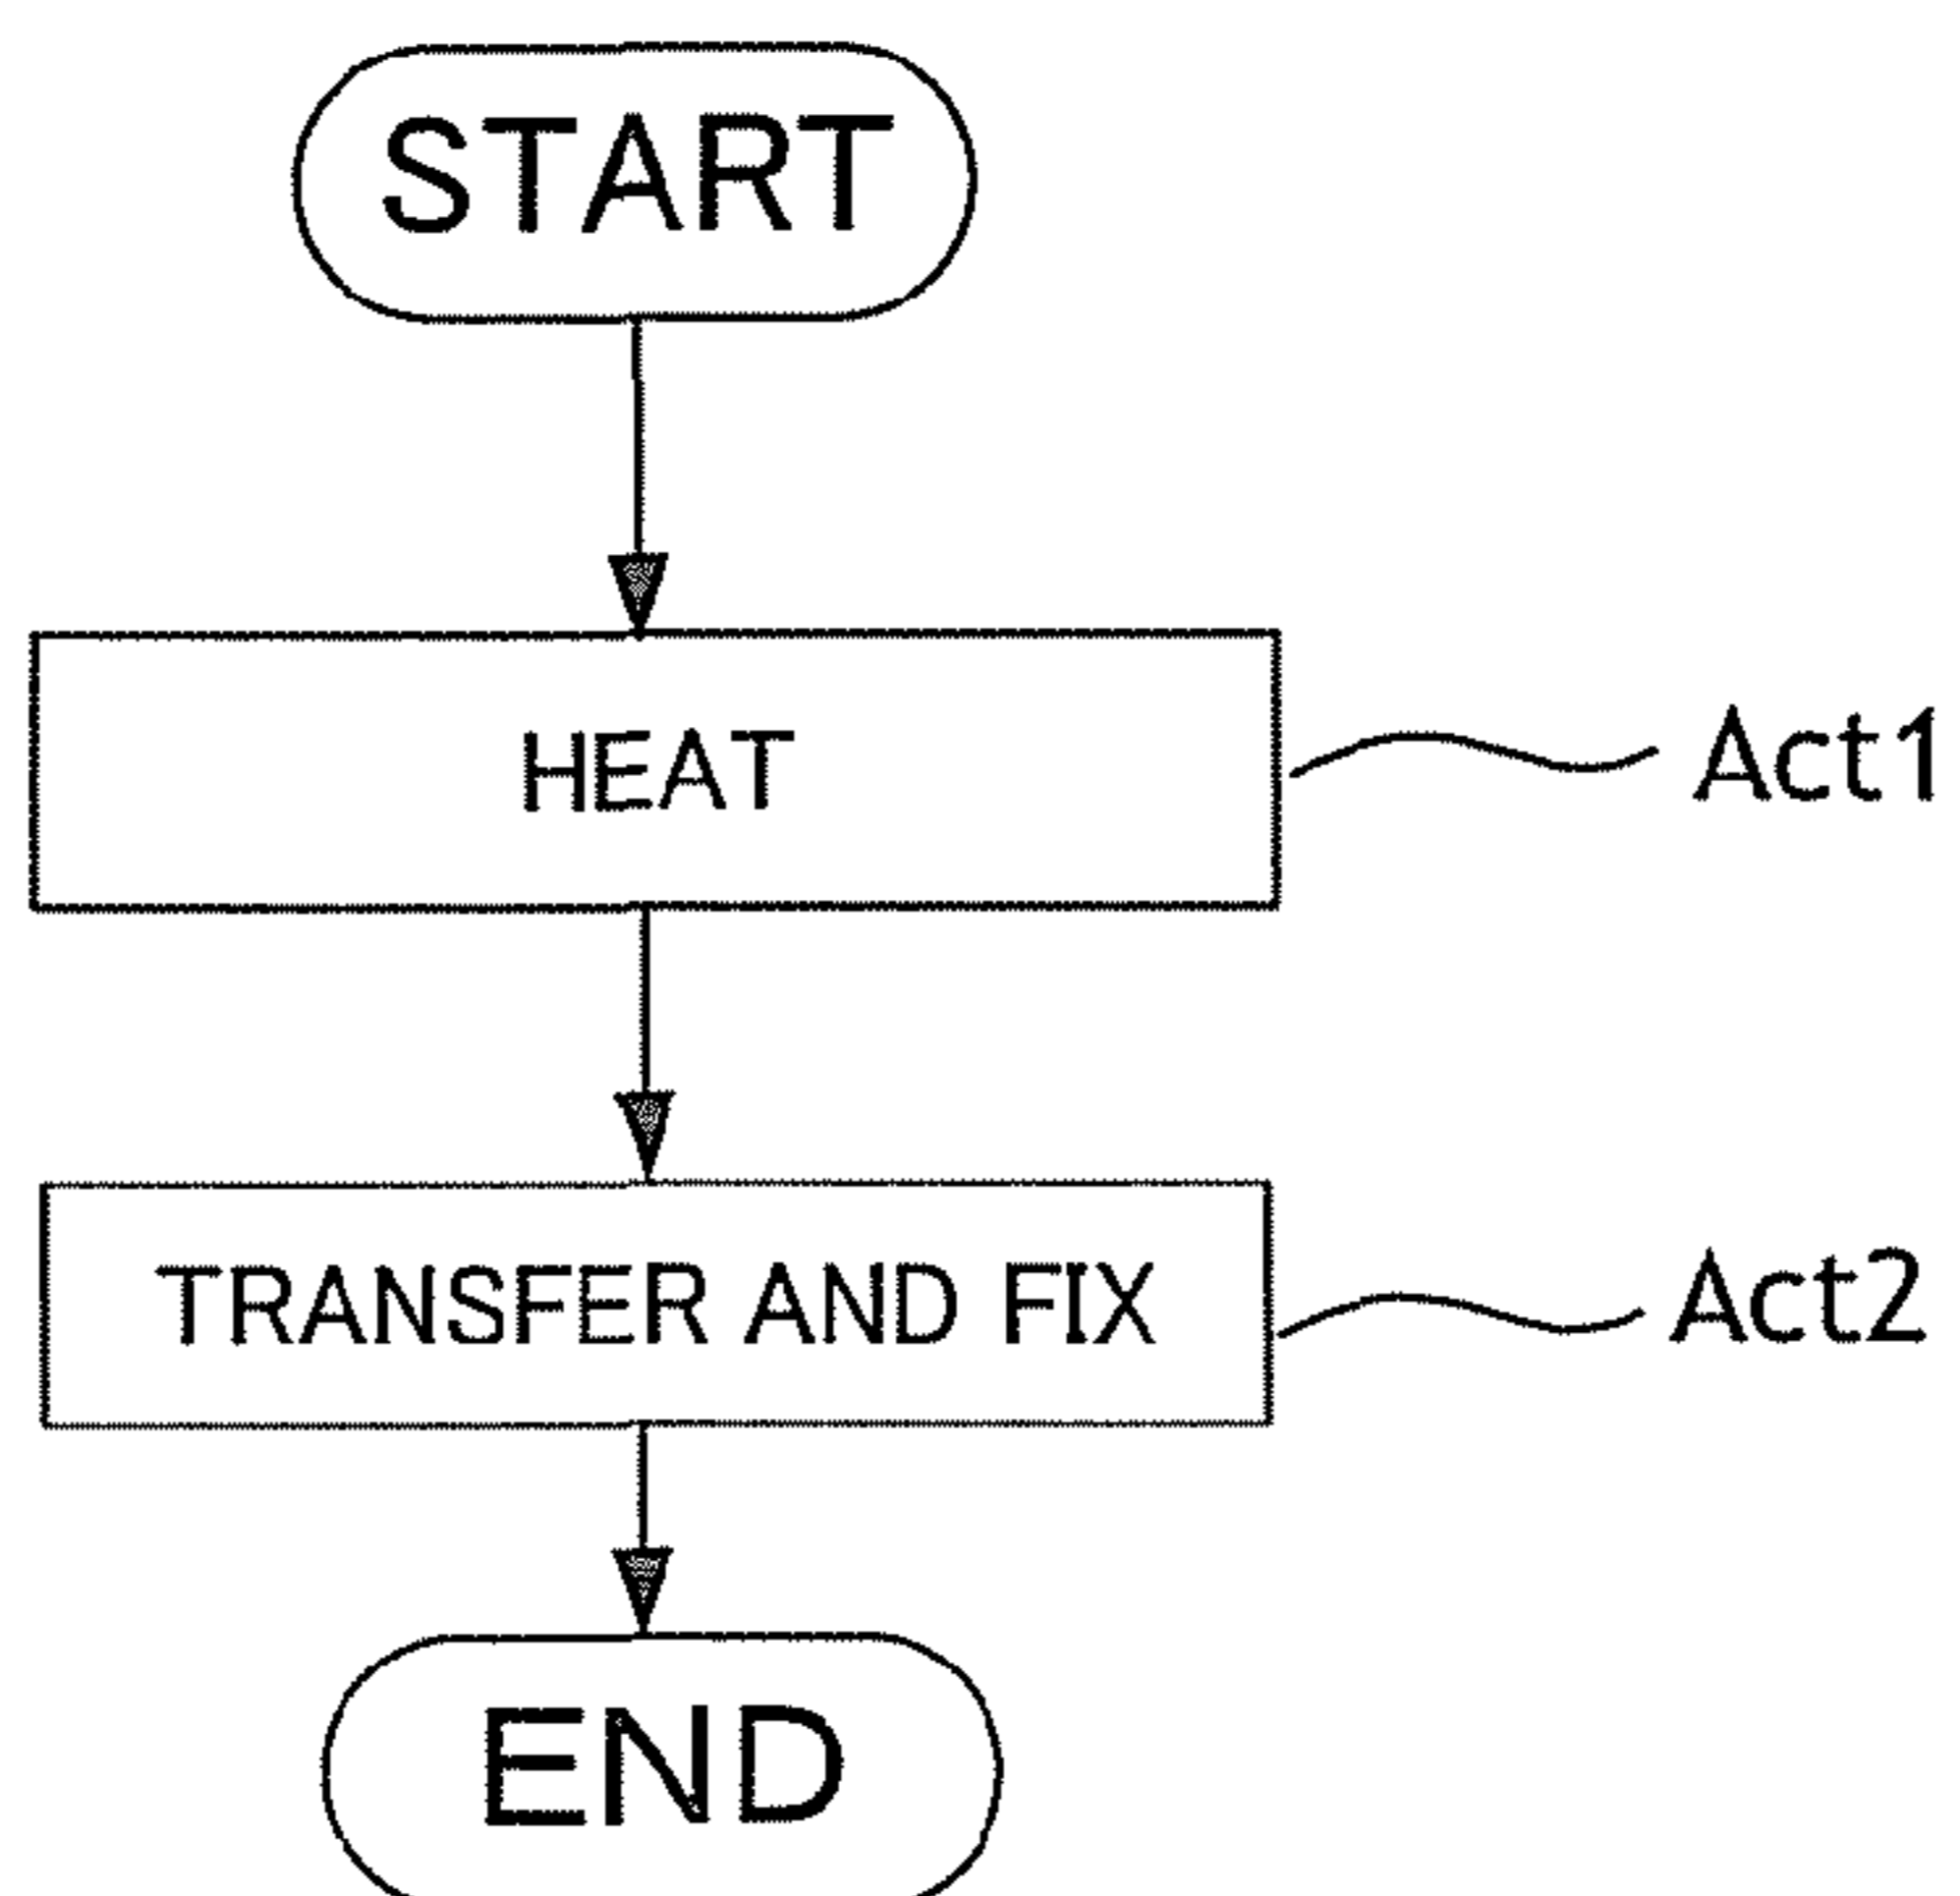 START
HEAT
Act1
TRANSFER AND FIX
Act2
END